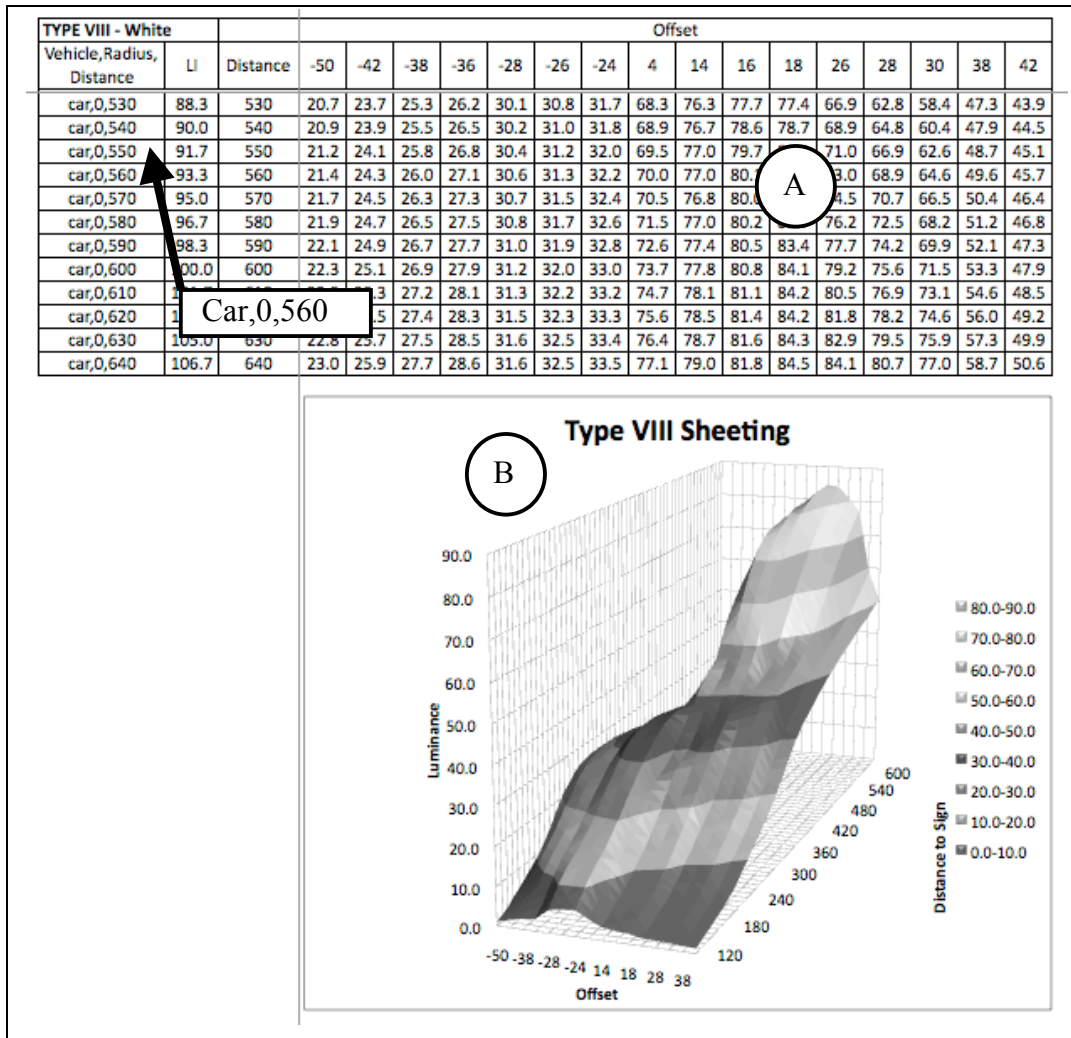 TYPE VIII - White Offset
Vehicle,Radius, Distance LI Distance -50 -42 -38 -36 -28 -26 -24 4 14 16 18 26 28 30 38 42
car,0,530 88.3 530 20.7 23.7 25.3 26.2 30.1 30.8 31.7 68.3 76.3 77.7 77.4 66.9 62.8 58.4 47.3 43.9
car,0,540 90.0 540 20.9 23.9 25.5 26.5 30.2 31.0 31.8 68.9 76.7 78.6 78.7 68.9 64.8 60.4 47.9 44.5
car,0,550 91.7 550 21.2 24.1 25.8 26.8 30.4 31.2 32.0 69.5 77.0 79.7 71.0 66.9 62.6 48.7 45.1
car,0,560 93.3 560 21.4 24.3 26.0 27.1 30.6 31.3 32.2 70.0 77.0 3.0 68.9 64.6 49.6 45.7
A
car,0,570 95.0 570 21.7 24.5 26.3 27.3 30.7 31.5 32.4 70.5 76.8 4.5 70.7 66.5 50.4 46.4
car,0,580 96.7 580 21.9 24.7 26.5 27.5 30.8 31.7 32.6 71.5 77.0 80.2 76.2 72.5 68.2 51.2 46.8
car,0,590 98.3 590 22.1 24.9 26.7 27.7 31.0 31.9 32.8 72.6 77.4 80.5 83.4 77.7 74.2 69.9 52.1 47.3
car,0,600 100.0 600 22.3 25.1 26.9 27.9 31.2 32.0 33.0 73.7 77.8 80.8 84.1 79.2 75.6 71.5 53.3 47.9
car,0,610 27.2 28.1 31.3 32.2 33.2 74.7 78.1 81.1 84.2 80.5 76.9 73.1 54.6 48.5
Car,0,560
car,0,620 27.4 28.3 31.5 32.3 33.3 75.6 78.5 81.4 84.2 81.8 78.2 74.6 56.0 49.2
car,0,630 105.0 630 22.8 25.7 27.5 28.5 31.6 32.5 33.4 76.4 78.7 81.6 84.3 82.9 79.5 75.9 57.3 49.9
car,0,640 106.7 640 23.0 25.9 27.7 28.6 31.6 32.5 33.5 77.1 79.0 81.8 84.5 84.1 80.7 77.0 58.7 50.6
Type VIII Sheeting
B
90.0
80.0
70.0
60.0
50.0
40.0
30.0
20.0
10.0
0.0
Luminance
-50 -38 -28 -24 14 18 28 38
Offset
120
180
240
300
360
420
480
540
600
Distance to Sign
80.0-90.0
70.0-80.0
60.0-70.0
50.0-60.0
40.0-50.0
30.0-40.0
20.0-30.0
10.0-20.0
0.0-10.0